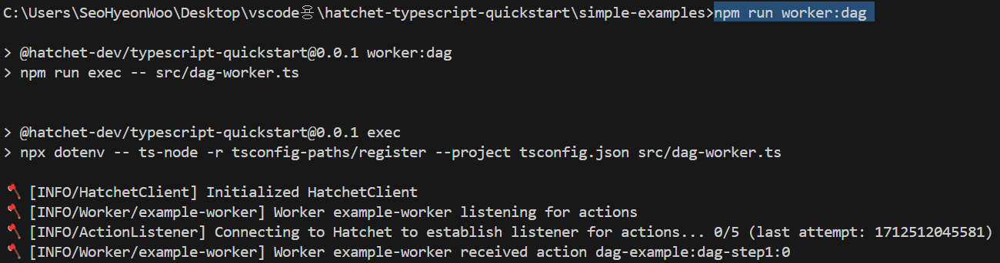 C:\Users\SeoHyeonWoo\Desktop\vscode용\hatchet-typescript-quickstart\simple-examples>npm run worker:dag
> @hatchet-dev/typescript-quickstart@0.0.1 worker:dag
> npm run exec -- src/dag-worker.ts
> @hatchet-dev/typescript-quickstart@0.0.1 exec
> npx dotenv -- ts-node -r tsconfig-paths/register --project tsconfig.json src/dag-worker.ts
🪓 [INFO/HatchetClient] Initialized HatchetClient
🪓 [INFO/Worker/example-worker] Worker example-worker listening for actions
🪓 [INFO/ActionListener] Connecting to Hatchet to establish listener for actions... 0/5 (last attempt: 1712512045581)
🪓 [INFO/Worker/example-worker] Worker example-worker received action dag-example:dag-step1:0